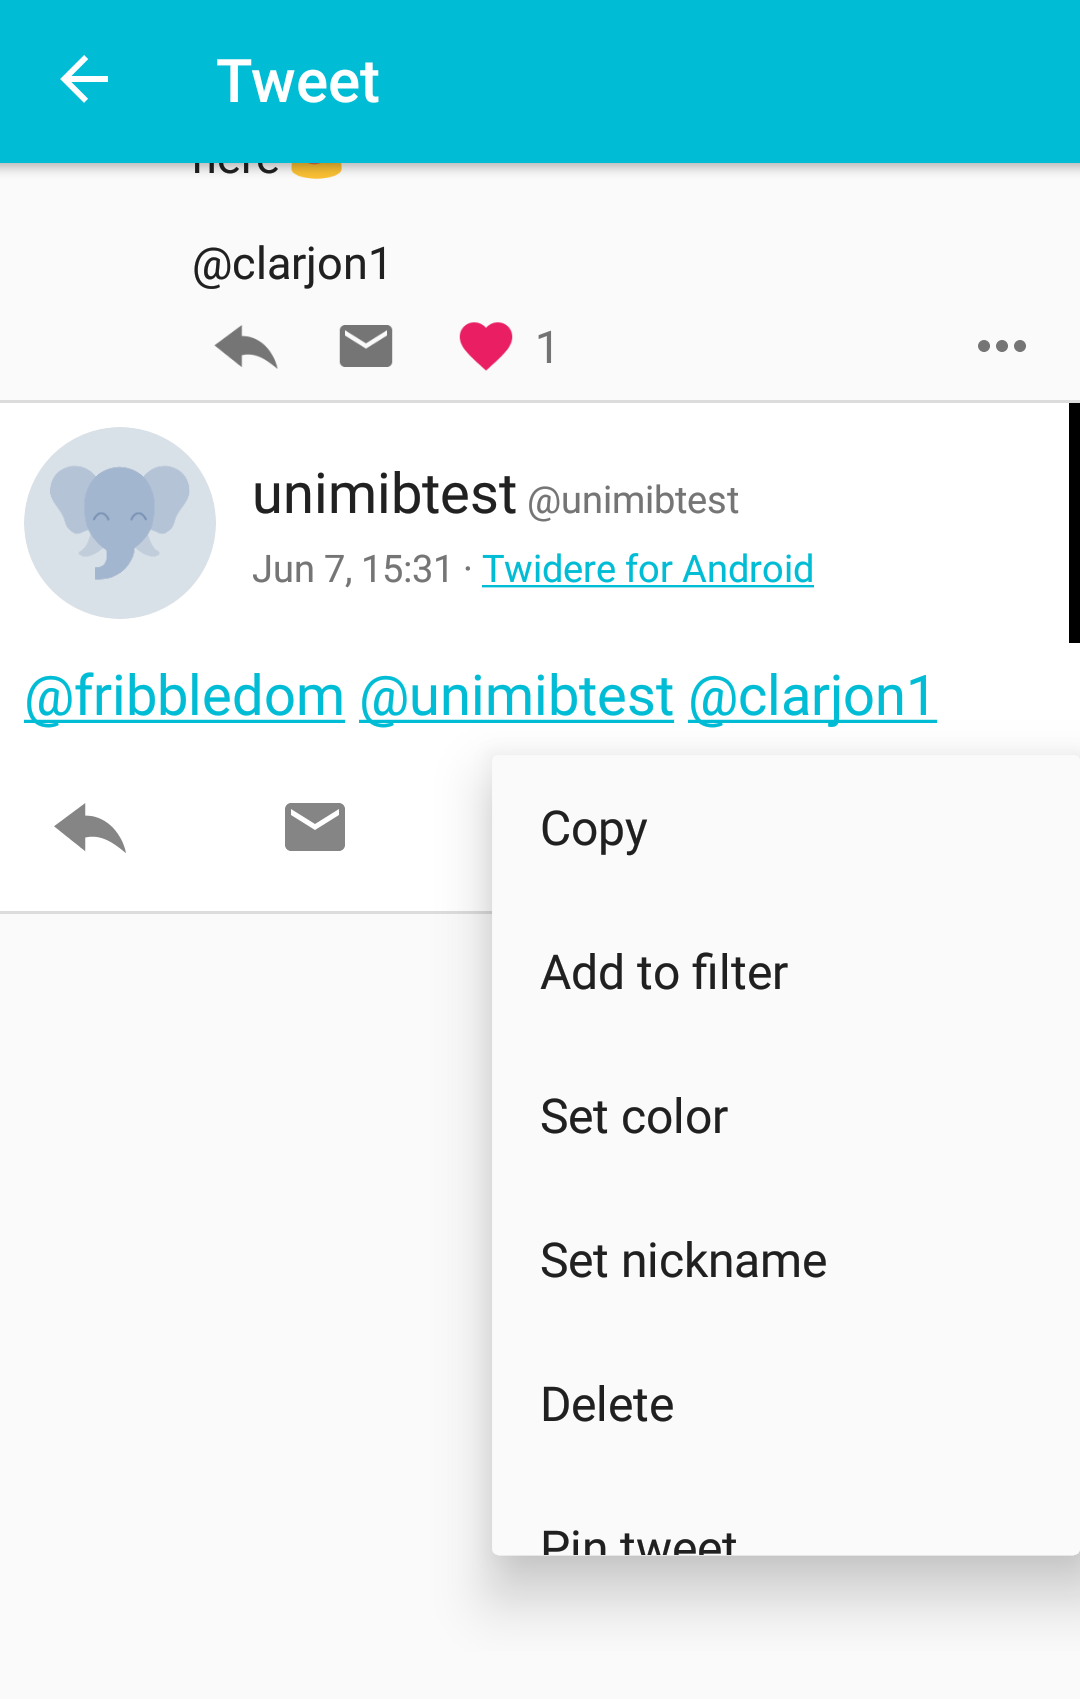 Tweet
here
@clarjon1
1
unimibtest @unimibtest
Jun 7, 15:31 · Twidere for Android
@fribbledom @unimibtest @clarjon1
Copy
Add to filter
Set color
Set nickname
Delete
Pin tweet